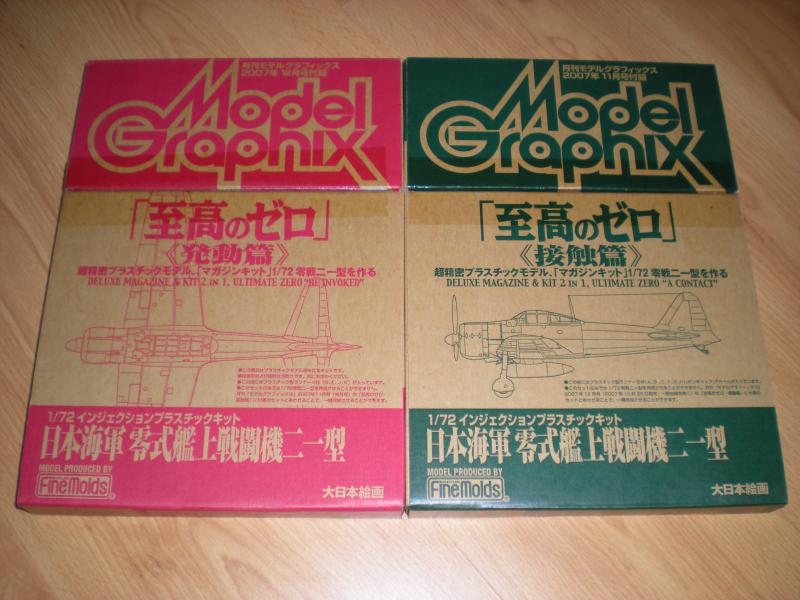 月刊モデルグラフィックス
2007年 12月号付録
Model
Graphix
「至高のゼロ」
《発動篇》
超精密プラスチックモデル、「マガジンキット」1/72 零戦二一型を作る
DELUXE MAGAZINE & KIT 2 IN 1, ULTIMATE ZERO "BE INVOKED"
1/72 インジェクションプラスチックキット
日本海軍 零式艦上戦闘機二一型
MODEL PRODUCED BY
FineMolds
大日本絵画
月刊モデルグラフィックス
2007年 11月号付録
Model
Graphix
「至高のゼロ」
《接触篇》
超精密プラスチックモデル、「マガジンキット」1/72 零戦二一型を作る
DELUXE MAGAZINE & KIT 2 IN 1, ULTIMATE ZERO "A CONTACT"
1/72 インジェクションプラスチックキット
日本海軍 零式艦上戦闘機二一型
MODEL PRODUCED BY
FineMolds
大日本絵画